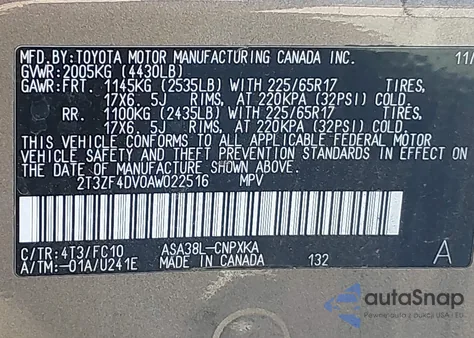 MFD.BY: TOYOTA MOTOR MANUFACTURING CANADA INC. 11/
GVWR: 2005KG (4430LB)
GAWR: FRT. 1145KG (2535LB) WITH 225/65R17 TIRES,
17X6.5J RIMS, AT 220KPA (32PSI) COLD.
RR. 1100KG (2435LB) WITH 225/65R17 TIRES,
17X6.5J RIMS, AT 220KPA (32PSI) COLD.
THIS VEHICLE CONFORMS TO ALL APPLICABLE FEDERAL MOTOR
VEHICLE SAFETY AND THEFT PREVENTION STANDARDS IN EFFECT ON
THE DATE OF MANUFACTURE SHOWN ABOVE.
2T3ZF4DV0AW022516 MPV
C/TR: 4T3/FC10 ASA38L-CNPXKA A
A/TM: -01A/U241E MADE IN CANADA 132
autoSnap